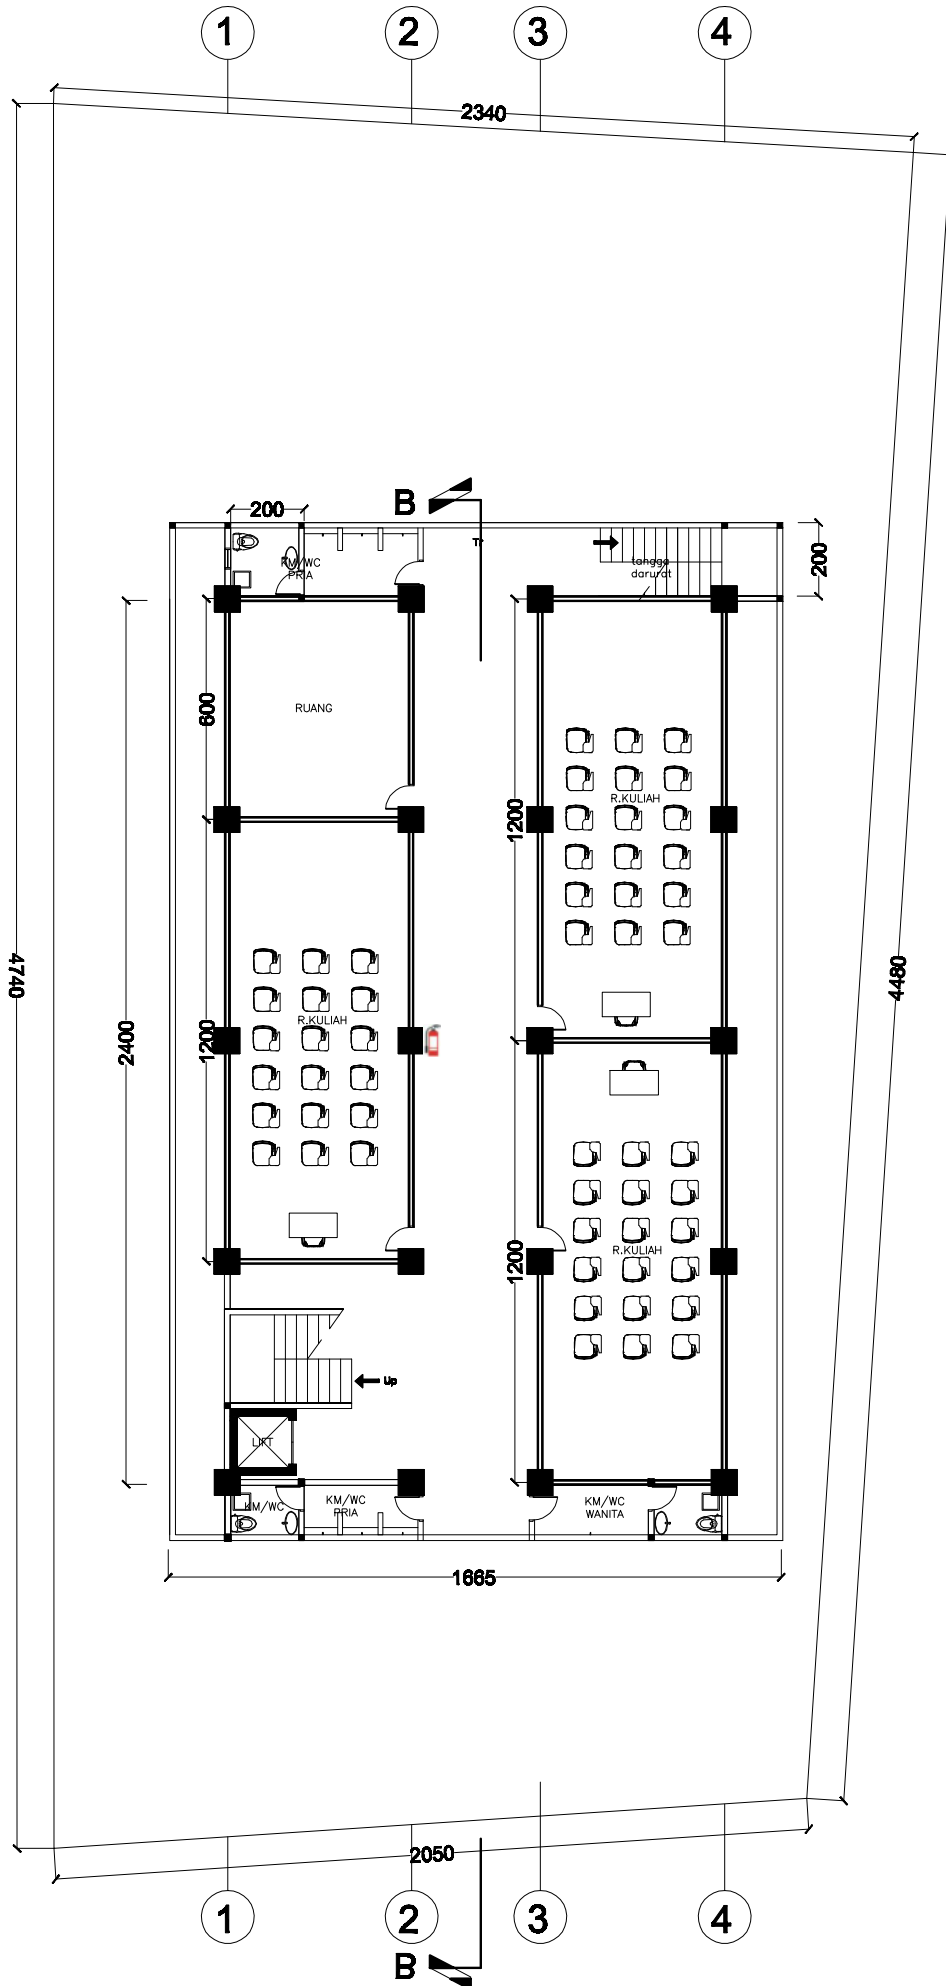 1
2
3
4
2340
B
200
Tr
KM/WC
PRIA
tangga
darurat
200
RUANG
600
R.KULIAH
1200
4740
4480
R.KULIAH
1200
2400
R.KULIAH
1200
Up
LIFT
KM/WC
KM/WC
PRIA
KM/WC
WANITA
1665
2050
1
2
3
4
B